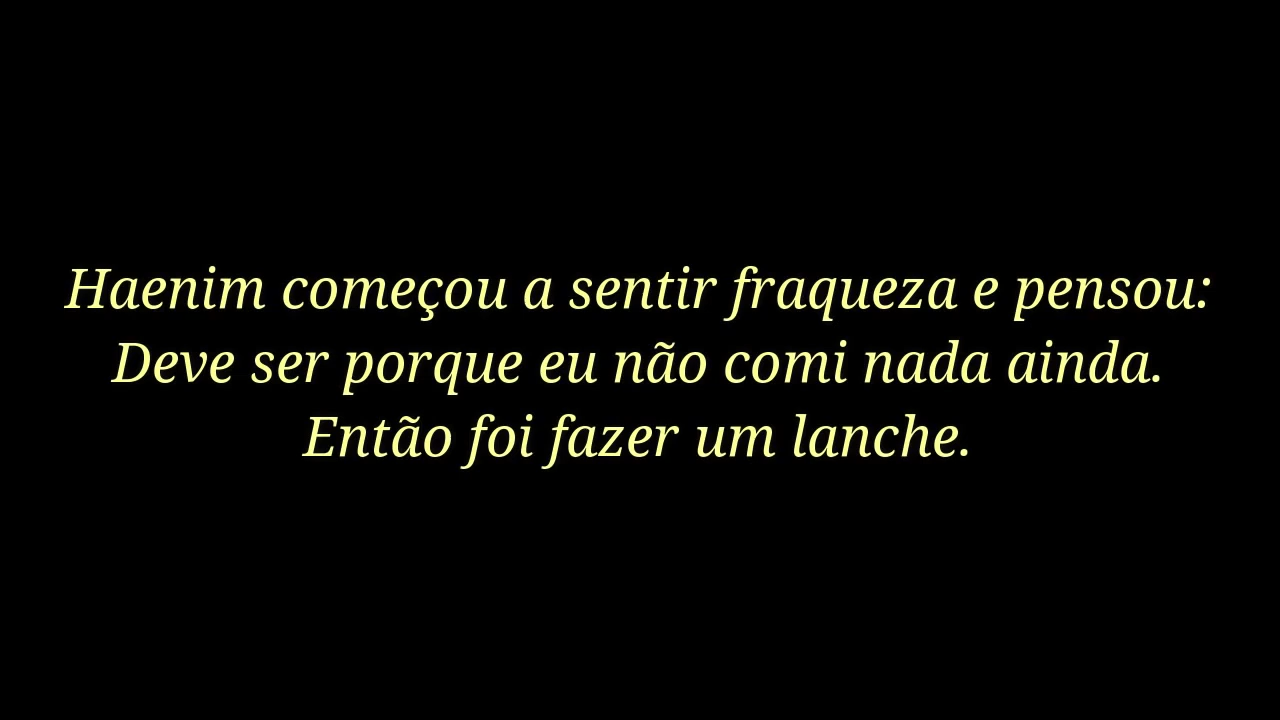 Haenim começou a sentir fraqueza e pensou:
Deve ser porque eu não comi nada ainda.
Então foi fazer um lanche.